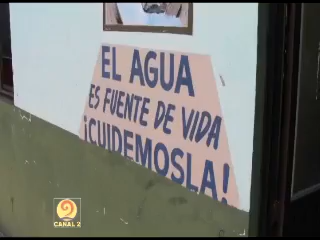 EL AGUA
ES FUENTE DE VIDA
¡CUIDEMOSLA!
CANAL 2